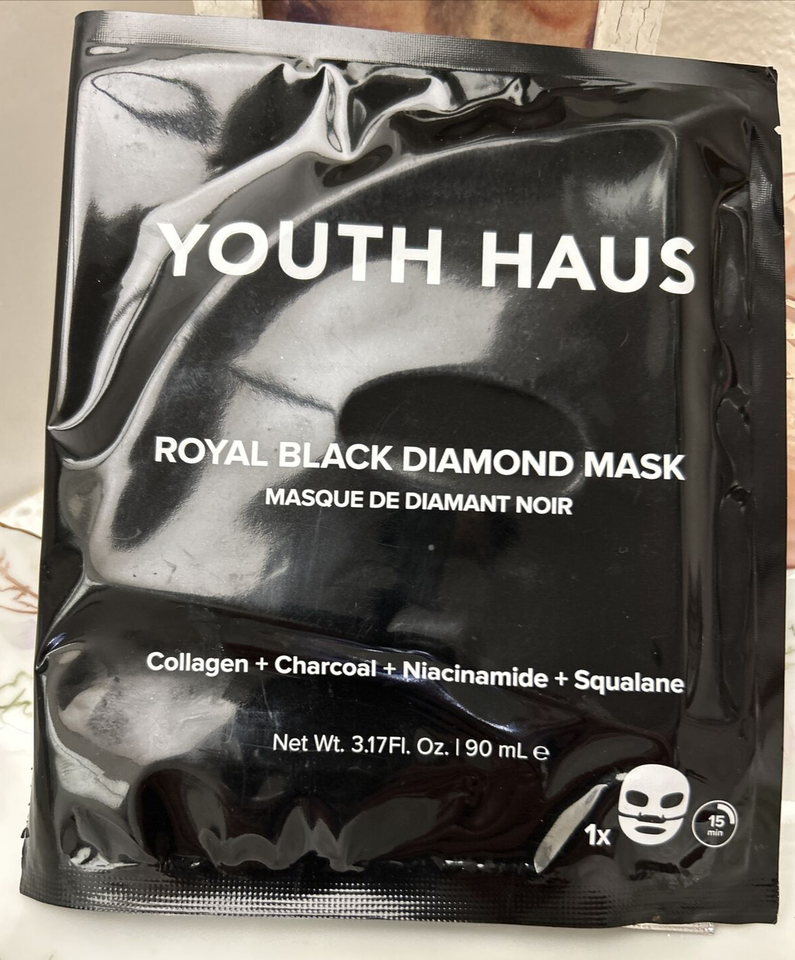 YOUTH HAUS
ROYAL BLACK DIAMOND MASK
MASQUE DE DIAMANT NOIR
Collagen + Charcoal + Niacinamide + Squalane
Net Wt. 3.17Fl. Oz. | 90 mL ℮
1x
15
min